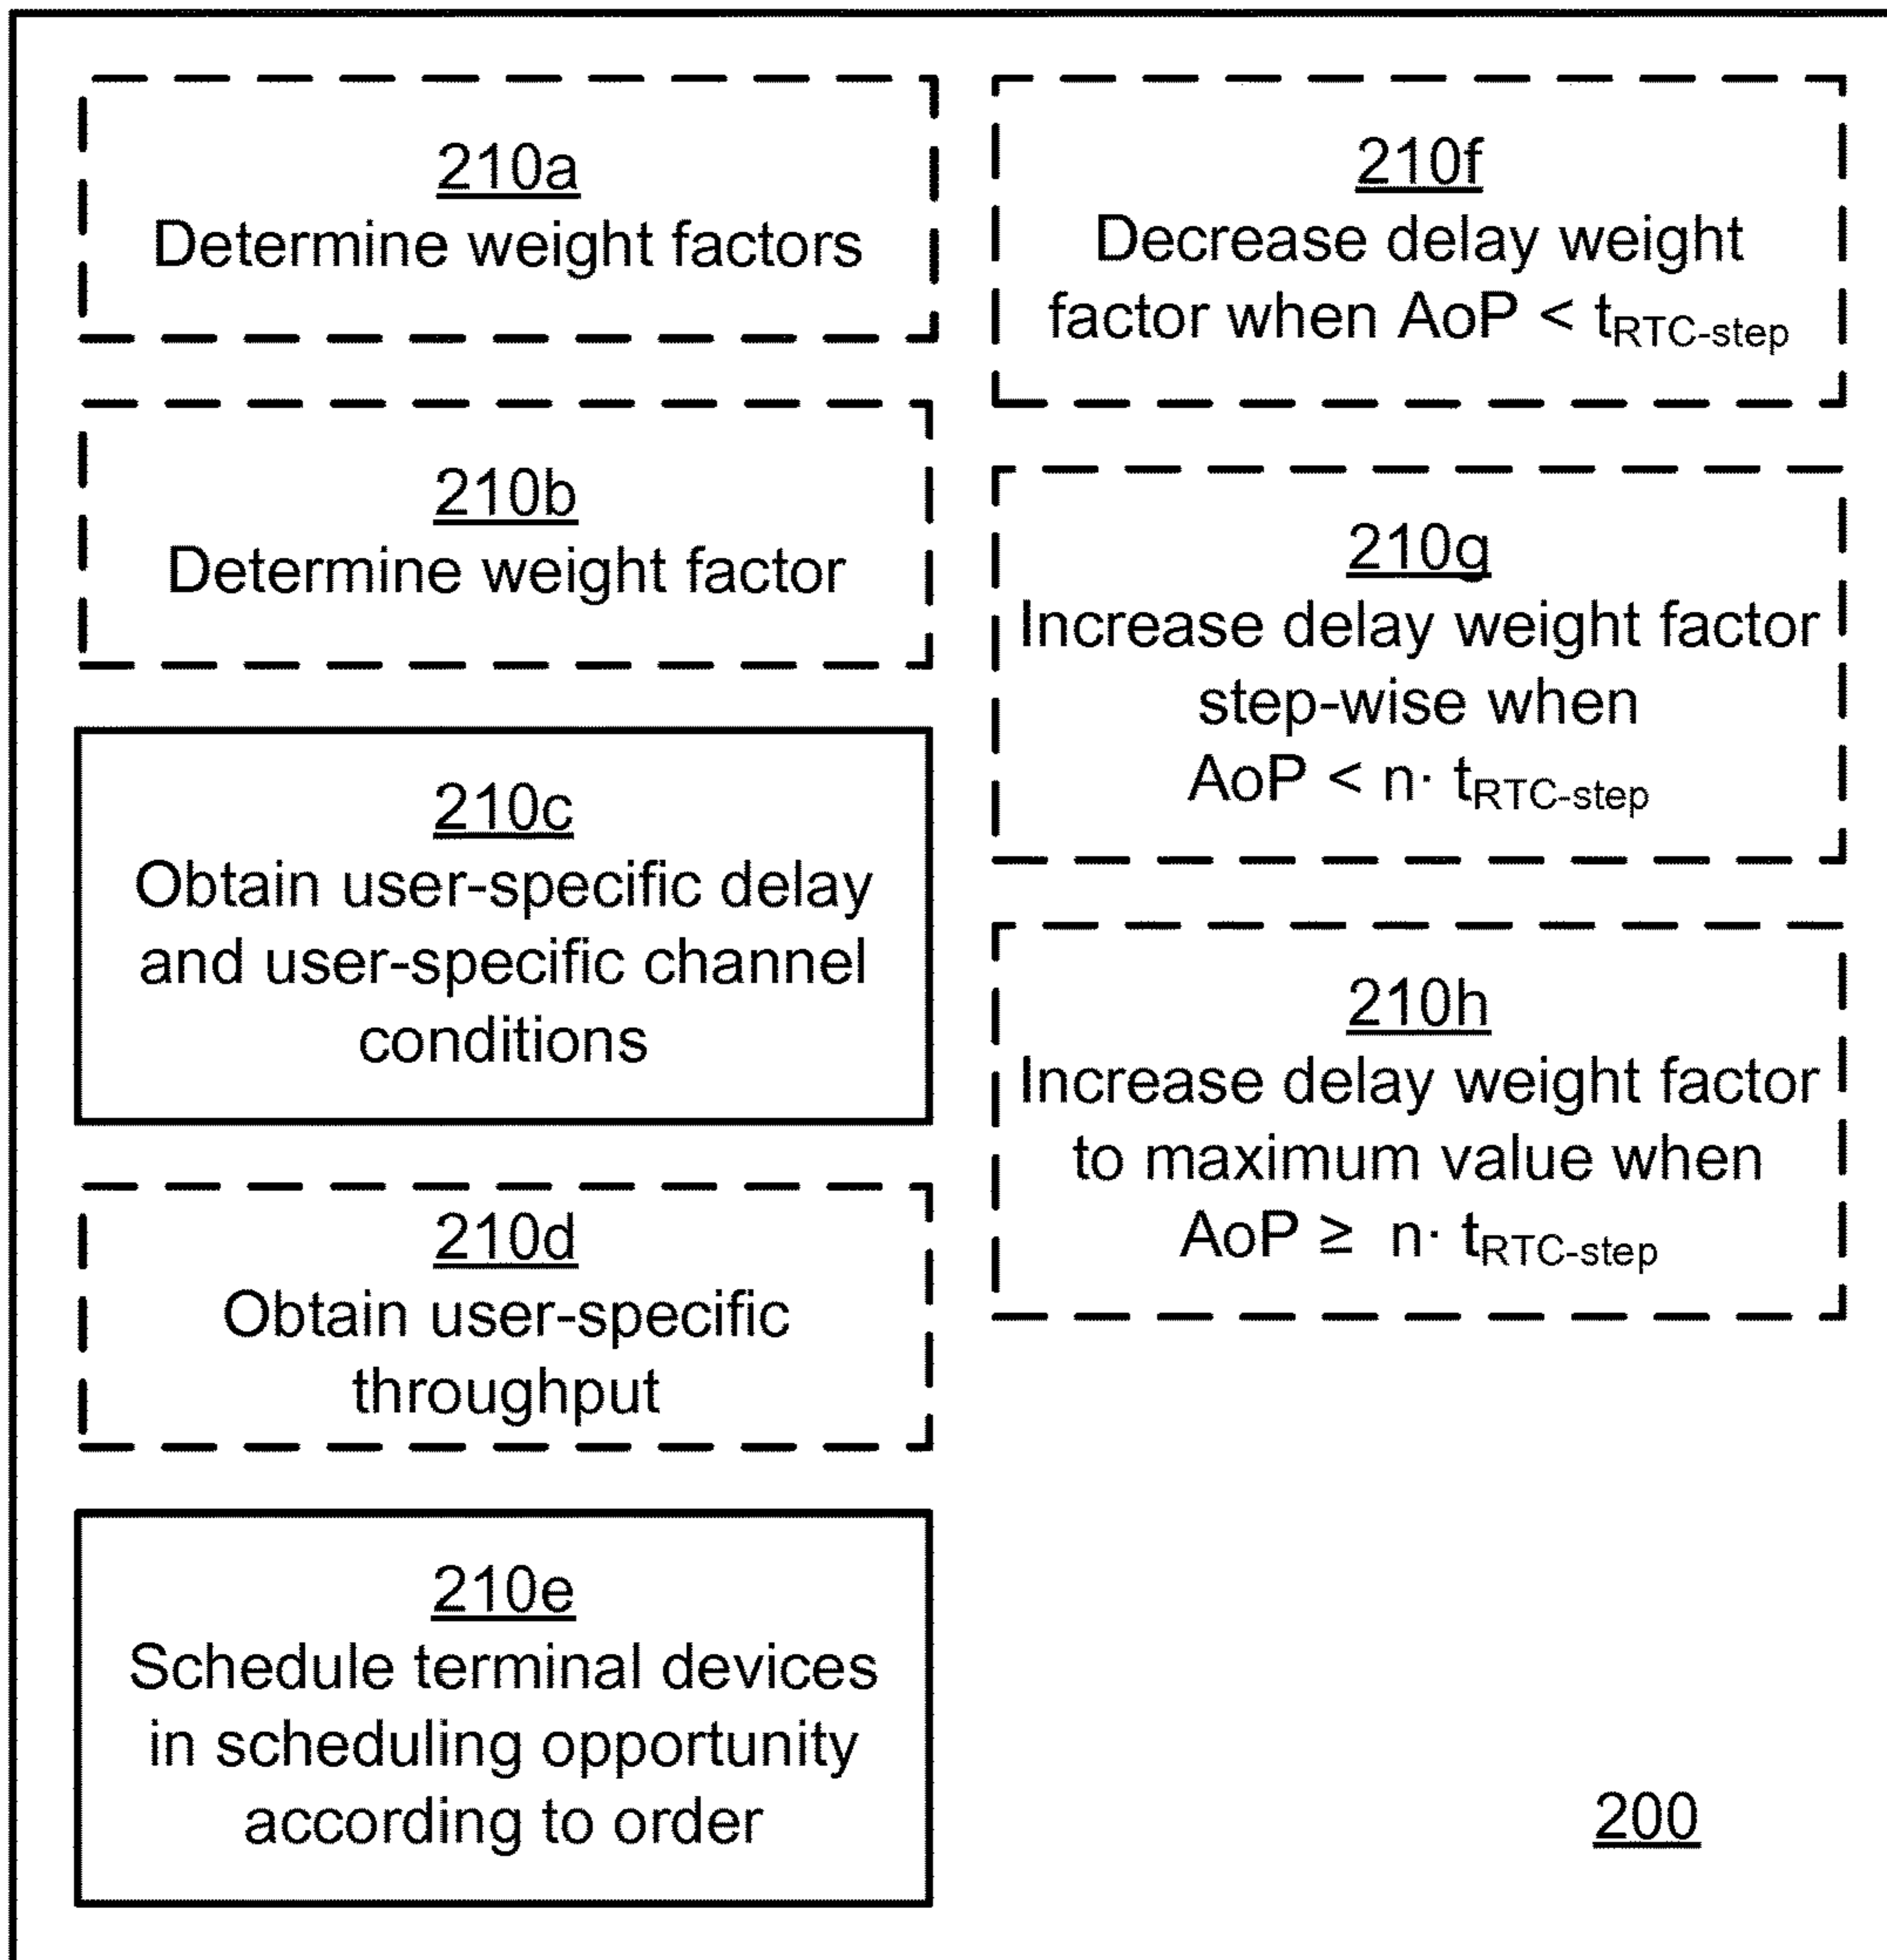 210a
Determine weight factors
210b
Determine weight factor
210c
Obtain user-specific delay
and user-specific channel
conditions
210d
Obtain user-specific
throughput
210e
Schedule terminal devices
in scheduling opportunity
according to order
210f
Decrease delay weight
factor when AoP < tRTC-step
210g
Increase delay weight factor
step-wise when
AoP < n· tRTC-step
210h
Increase delay weight factor
to maximum value when
AoP ≥ n· tRTC-step
200